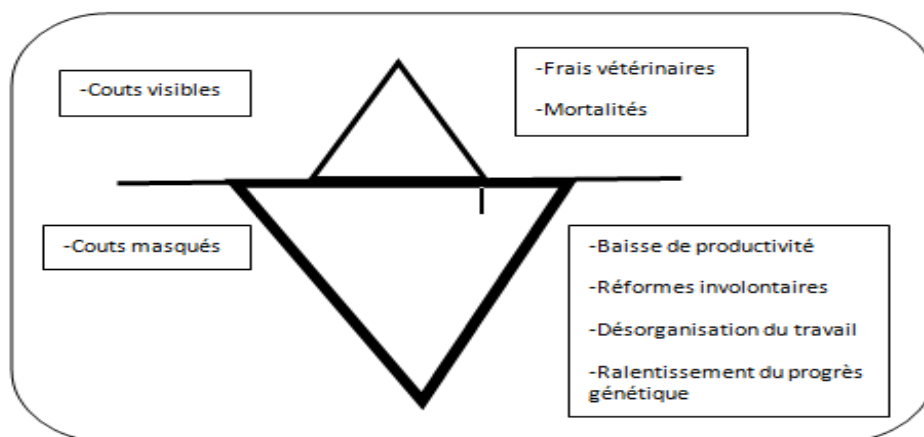 -Couts visibles
-Frais vétérinaires
-Mortalités
-Couts masqués
-Baisse de productivité
-Réformes involontaires
-Désorganisation du travail
-Ralentissement du progrès
génétique